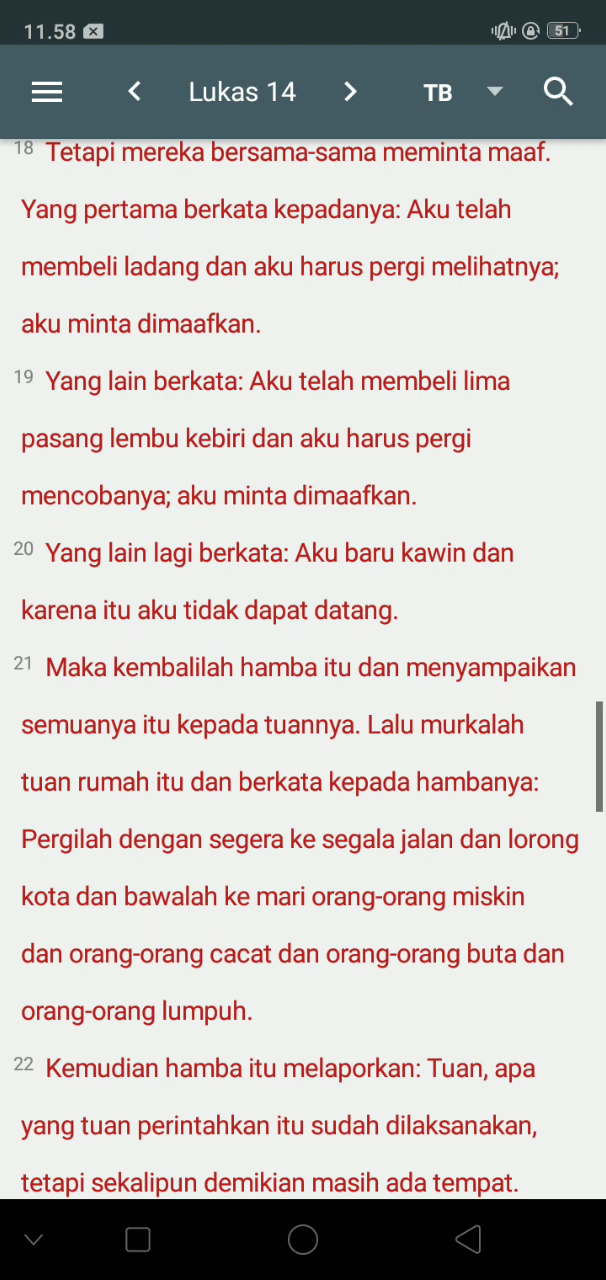 11.58
51
Lukas 14
TB
18 Tetapi mereka bersama-sama meminta maaf.
Yang pertama berkata kepadanya: Aku telah
membeli ladang dan aku harus pergi melihatnya;
aku minta dimaafkan.
19 Yang lain berkata: Aku telah membeli lima
pasang lembu kebiri dan aku harus pergi
mencobanya; aku minta dimaafkan.
20 Yang lain lagi berkata: Aku baru kawin dan
karena itu aku tidak dapat datang.
21 Maka kembalilah hamba itu dan menyampaikan
semuanya itu kepada tuannya. Lalu murkalah
tuan rumah itu dan berkata kepada hambanya:
Pergilah dengan segera ke segala jalan dan lorong
kota dan bawalah ke mari orang-orang miskin
dan orang-orang cacat dan orang-orang buta dan
orang-orang lumpuh.
22 Kemudian hamba itu melaporkan: Tuan, apa
yang tuan perintahkan itu sudah dilaksanakan,
tetapi sekalipun demikian masih ada tempat.